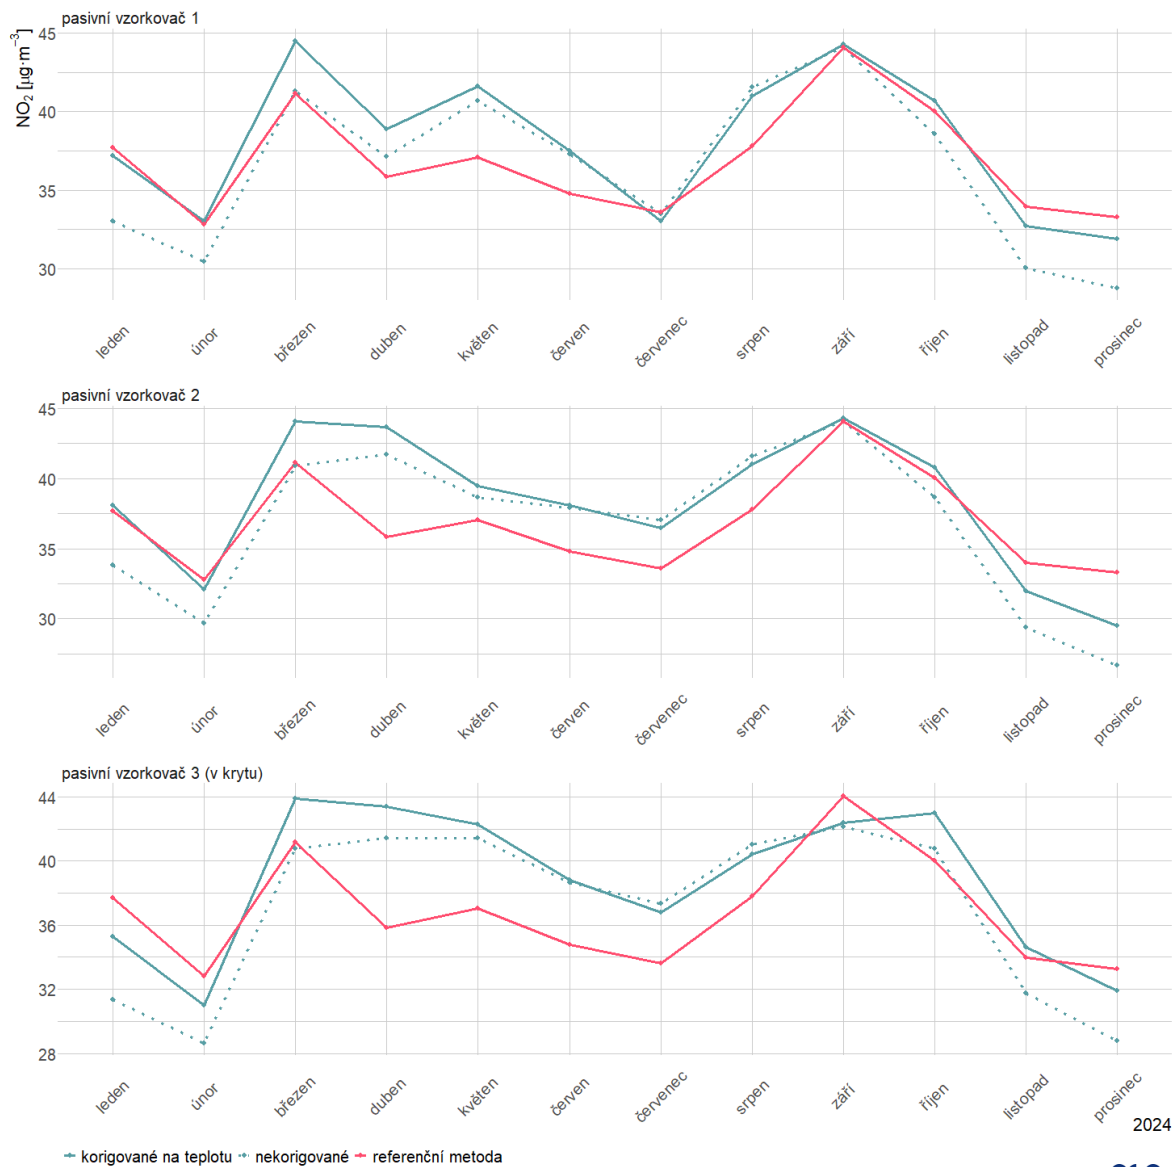 pasivní vzorkovač 1
NO₂ [µg·m⁻³]
45
40
35
30
leden únor březen duben květen červen červenec srpen září říjen listopad prosinec
pasivní vzorkovač 2
45
40
35
30
leden únor březen duben květen červen červenec srpen září říjen listopad prosinec
pasivní vzorkovač 3 (v krytu)
44
40
36
32
28
leden únor březen duben květen červen červenec srpen září říjen listopad prosinec
2024
korigované na teplotu nekorigované referenční metoda